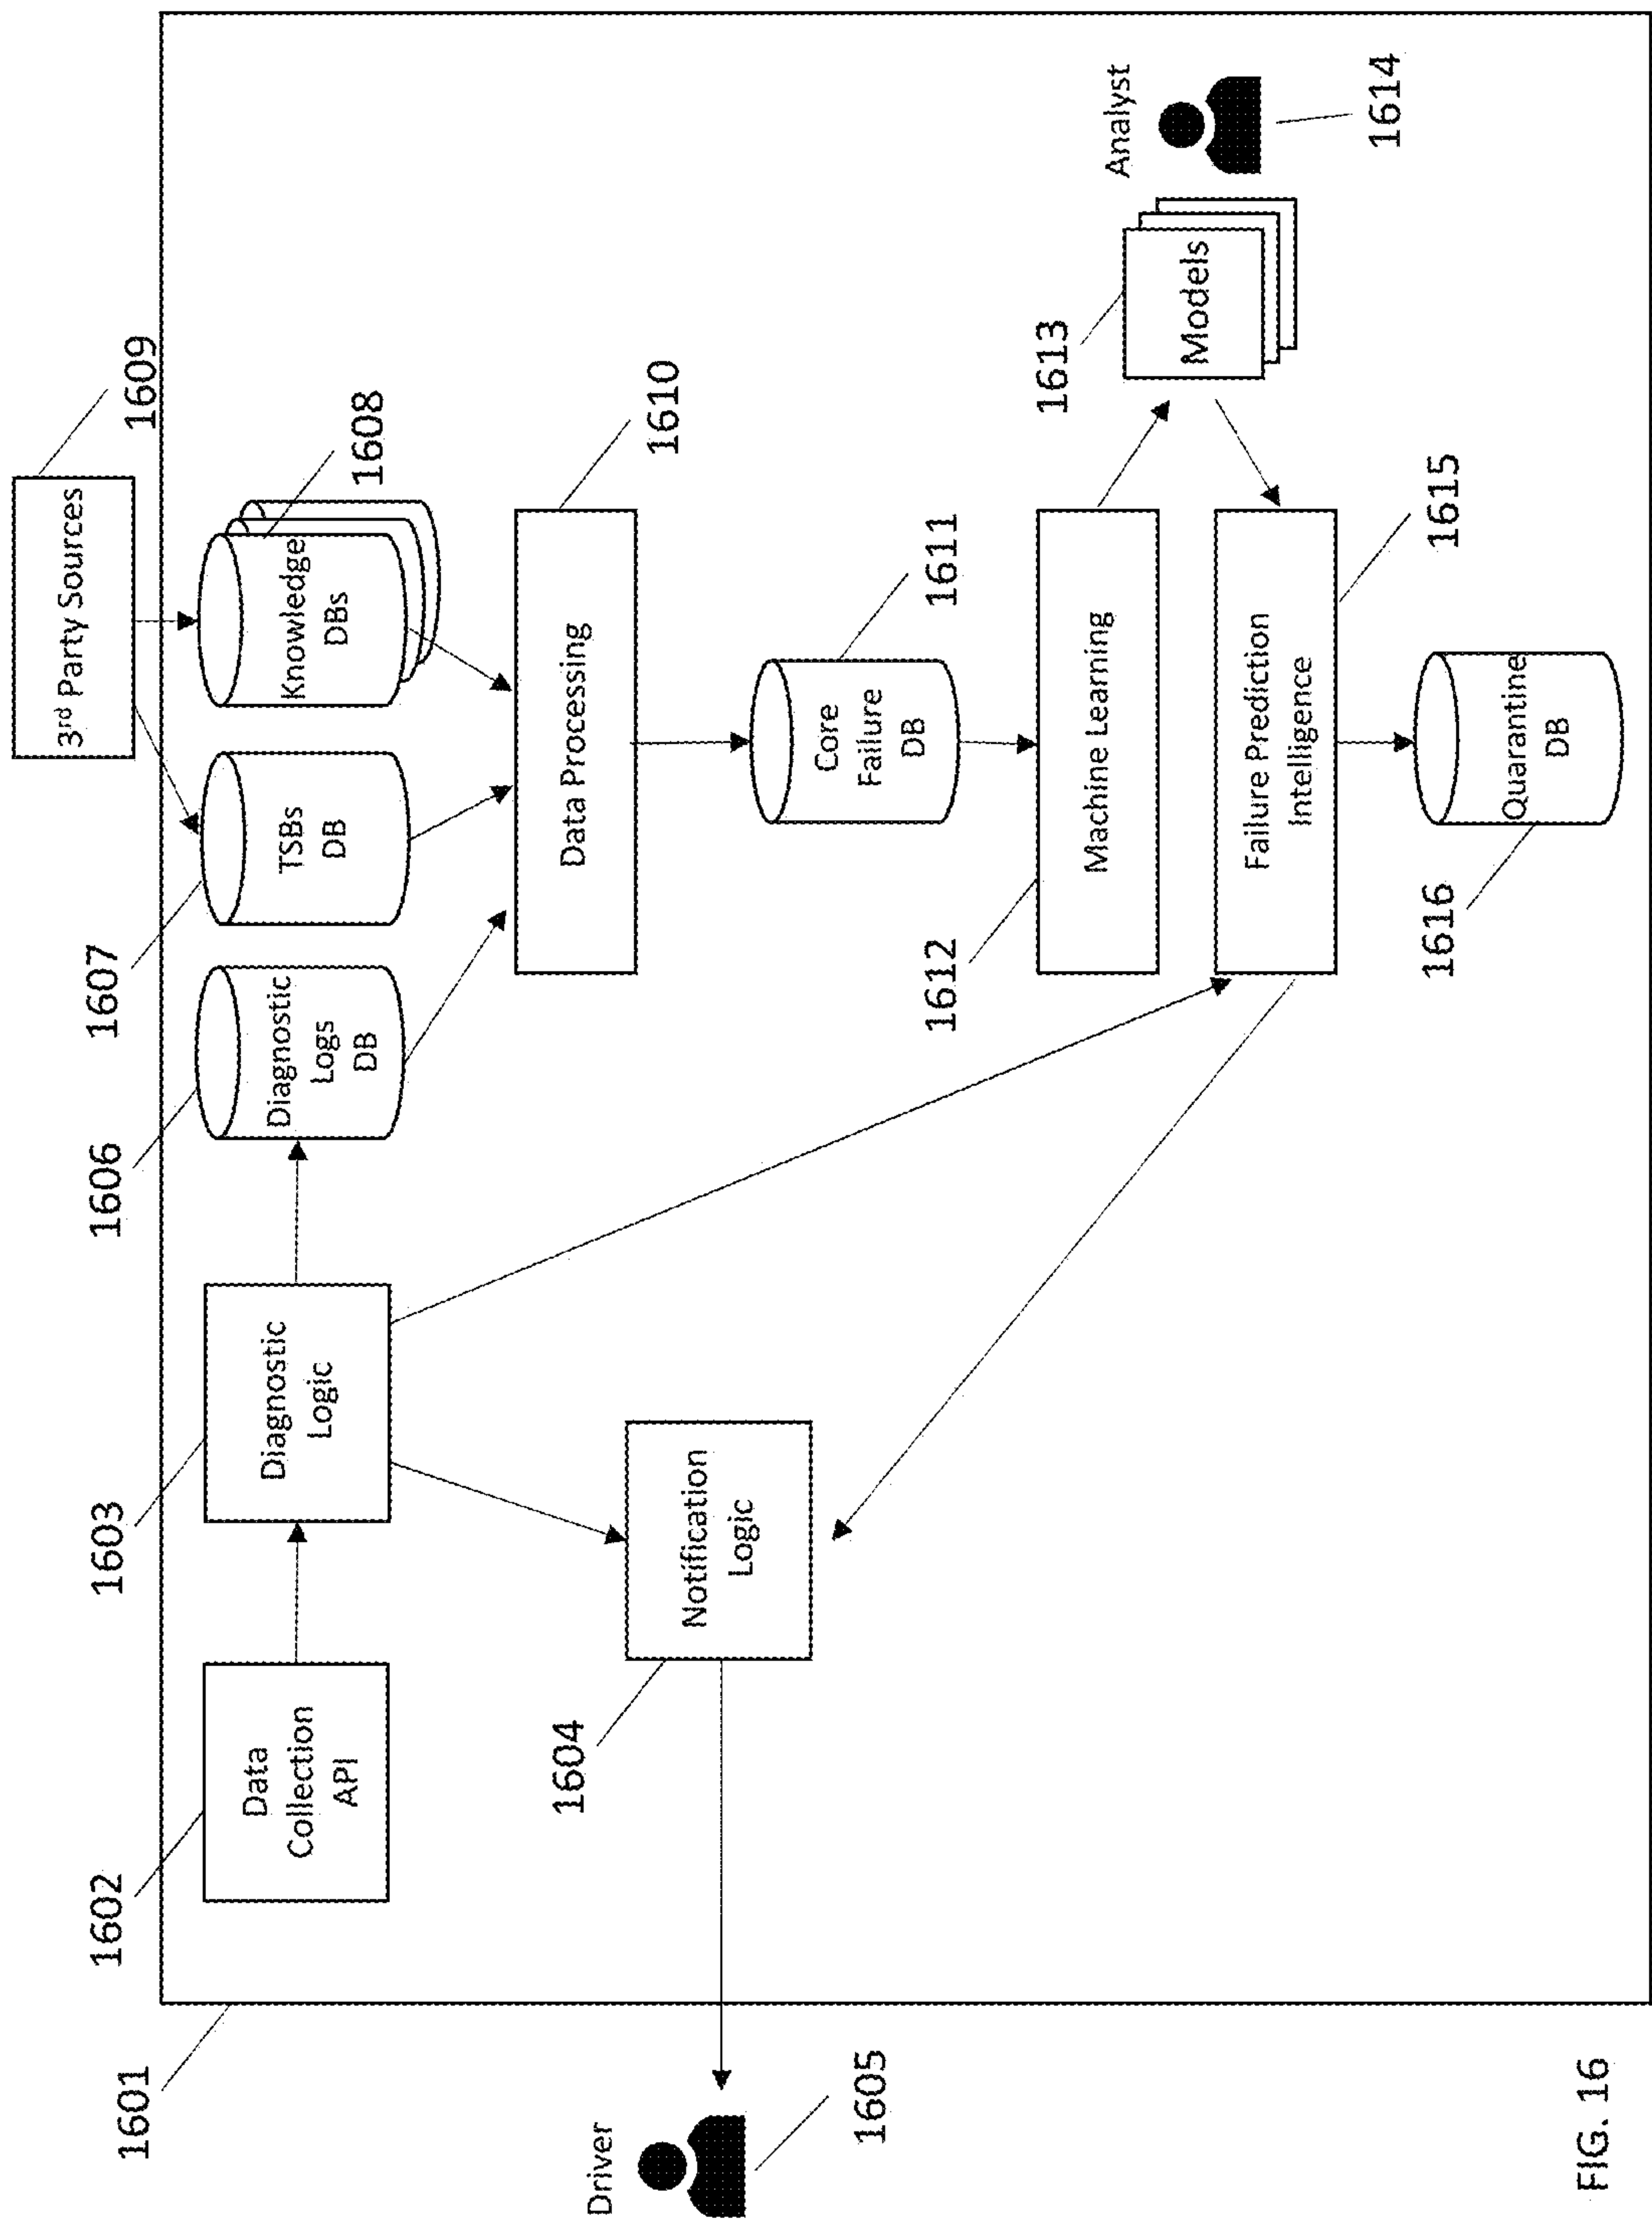 1609
3rd Party Sources
1607
1606
1603
1602
1601
TSBs
DB
Knowledge
DBs
1608
Diagnostic
Logs
DB
Diagnostic
Logic
Data
Collection
API
Data Processing
1610
Notification
Logic
1604
Driver
1605
Core
Failure
DB
1611
Machine Learning
1612
1613
Models
Analyst
1614
Failure Prediction
Intelligence
1615
Quarantine
DB
1616
FIG. 16